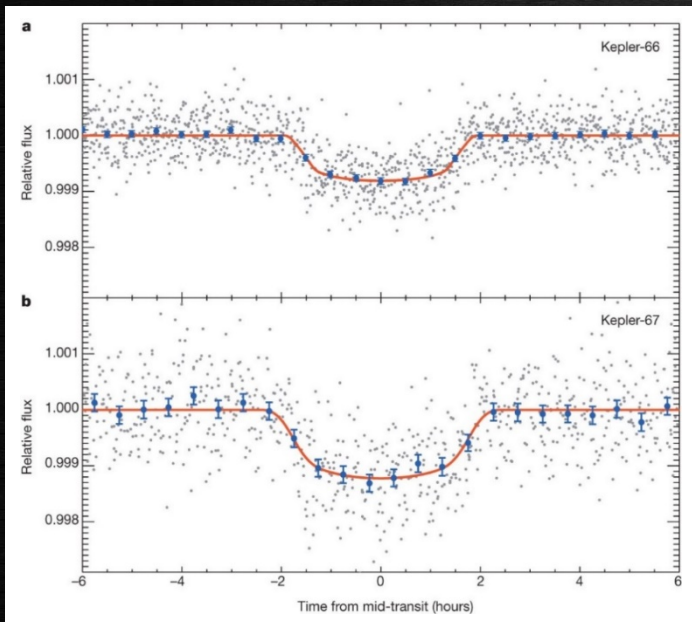 a
Kepler-66
1.001
1.000
0.999
0.998
Relative flux
b
Kepler-67
1.001
1.000
0.999
0.998
Relative flux
−6 −4 −2 0 2 4 6
Time from mid-transit (hours)